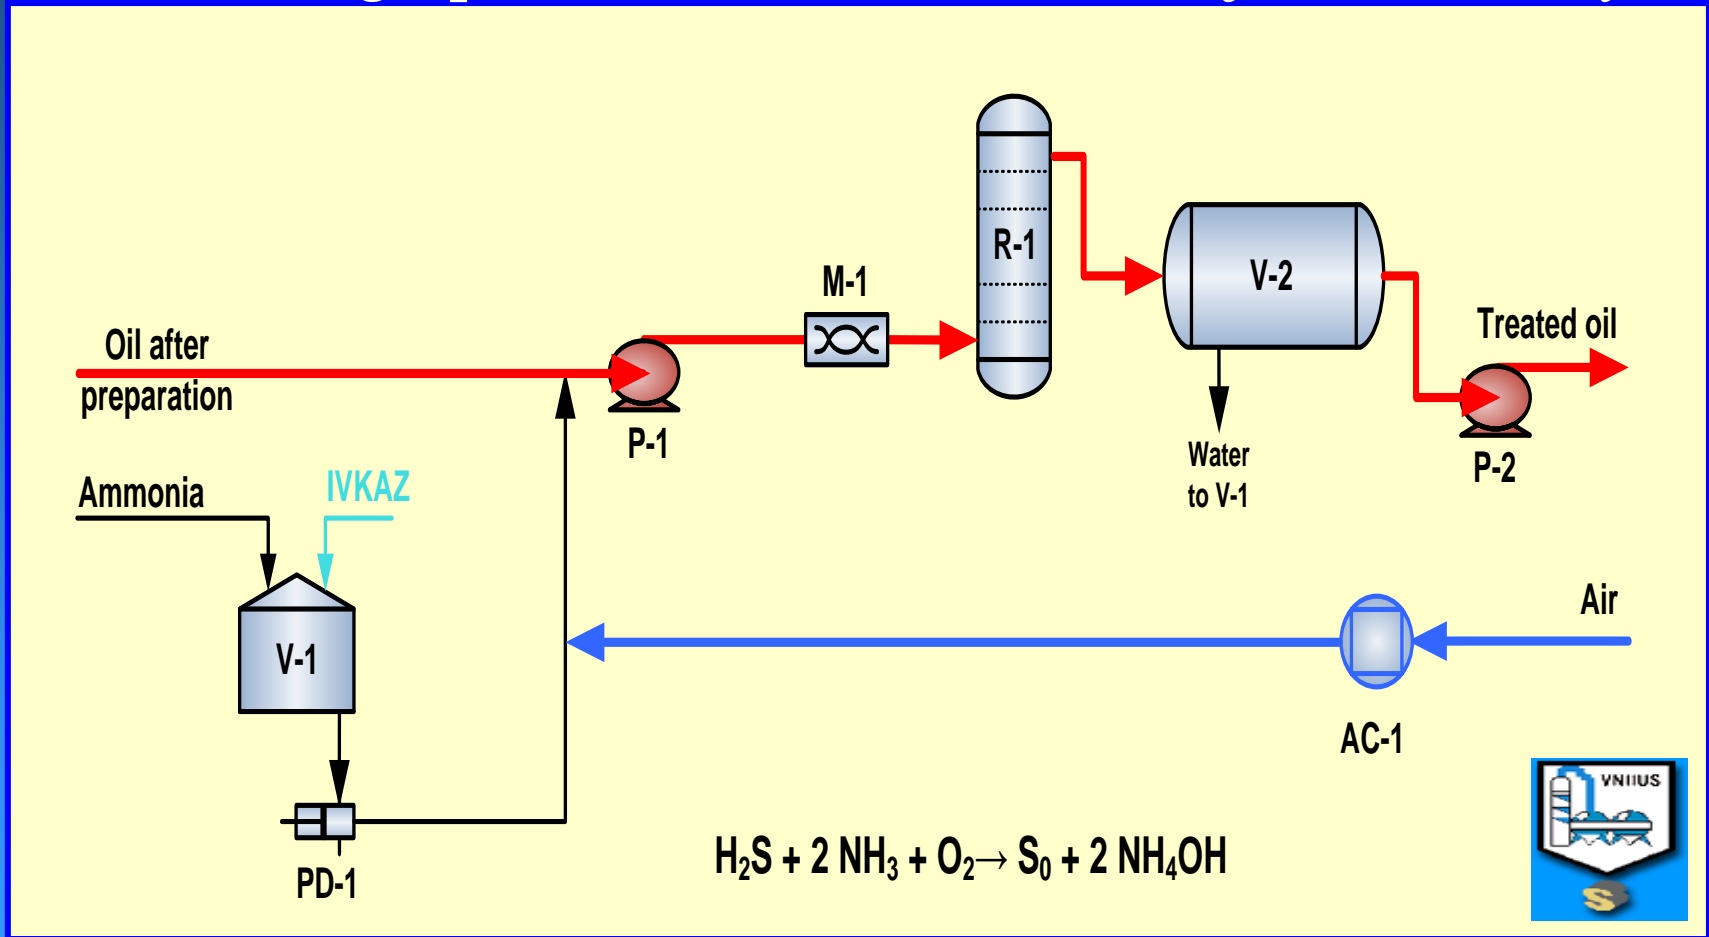 M-1
R-1
V-2
Oil after
preparation
P-1
Treated oil
P-2
Water
to V-1
Ammonia
IVKAZ
V-1
PD-1
Air
AC-1
VNIIUS
S
H₂S + 2 NH₃ + O₂→ S₀ + 2 NH₄OH